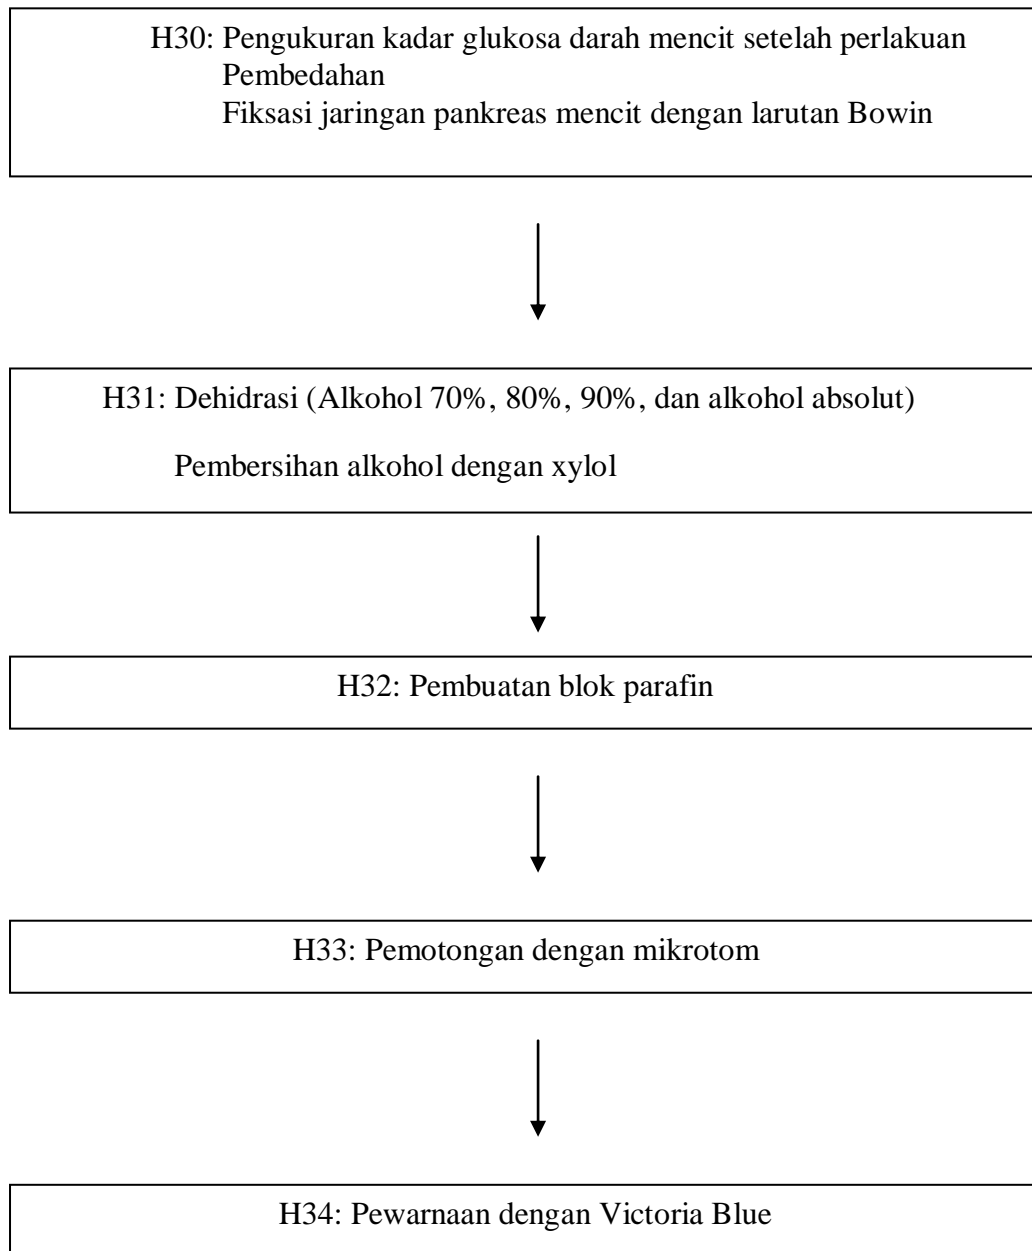 H30: Pengukuran kadar glukosa darah mencit setelah perlakuan
Pembedahan
Fiksasi jaringan pankreas mencit dengan larutan Bowin
H31: Dehidrasi (Alkohol 70%, 80%, 90%, dan alkohol absolut)
Pembersihan alkohol dengan xylol
H32: Pembuatan blok parafin
H33: Pemotongan dengan mikrotom
H34: Pewarnaan dengan Victoria Blue